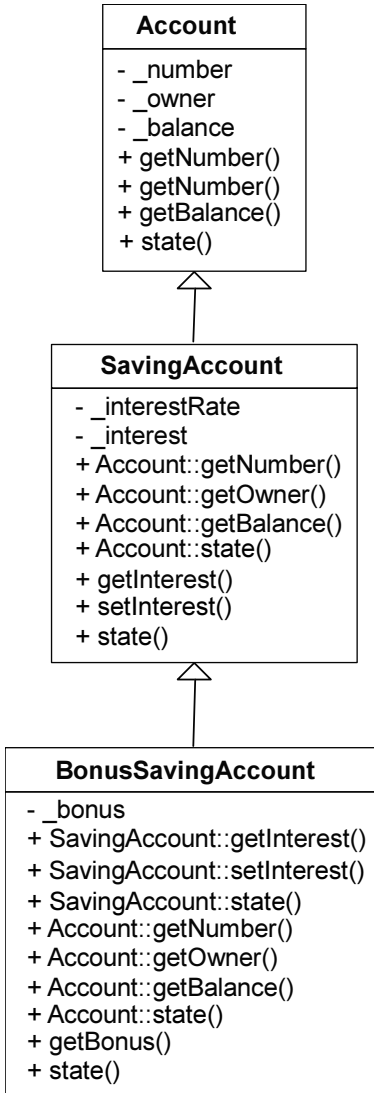 Account
- _number
- _owner
- _balance
+ getNumber()
+ getNumber()
+ getBalance()
+ state()
SavingAccount
- _interestRate
- _interest
+ Account::getNumber()
+ Account::getOwner()
+ Account::getBalance()
+ Account::state()
+ getInterest()
+ setInterest()
+ state()
BonusSavingAccount
- _bonus
+ SavingAccount::getInterest()
+ SavingAccount::setInterest()
+ SavingAccount::state()
+ Account::getNumber()
+ Account::getOwner()
+ Account::getBalance()
+ Account::state()
+ getBonus()
+ state()